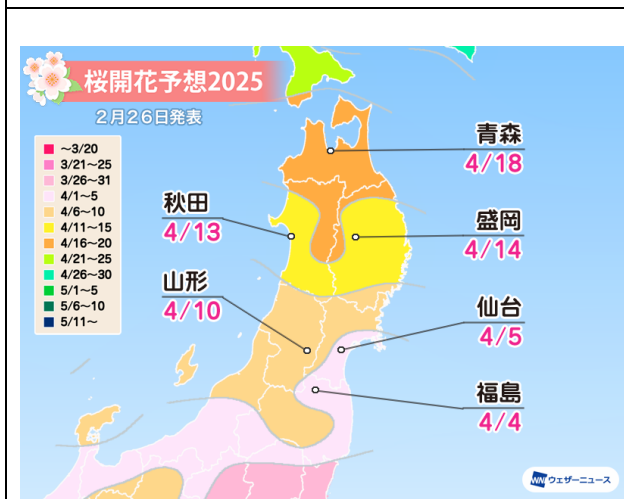 桜開花予想2025
2月26日発表
~3/20
3/21~25
3/26~31
4/1~5
4/6~10
4/11~15
4/16~20
4/21~25
4/26~30
5/1~5
5/6~10
5/11~
青森
4/18
秋田
4/13
盛岡
4/14
山形
4/10
仙台
4/5
福島
4/4
WN ウェザーニュース